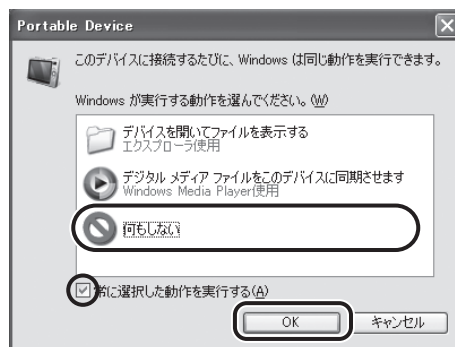 Portable Device
このデバイスに接続するたびに、Windows は同じ動作を実行できます。
Windows が実行する動作を選んでください。(W)
デバイスを開いてファイルを表示する
エクスプローラ使用
デジタル メディア ファイルをこのデバイスに同期させます
Windows Media Player使用
何もしない
常に選択した動作を実行する(A)
OK
キャンセル